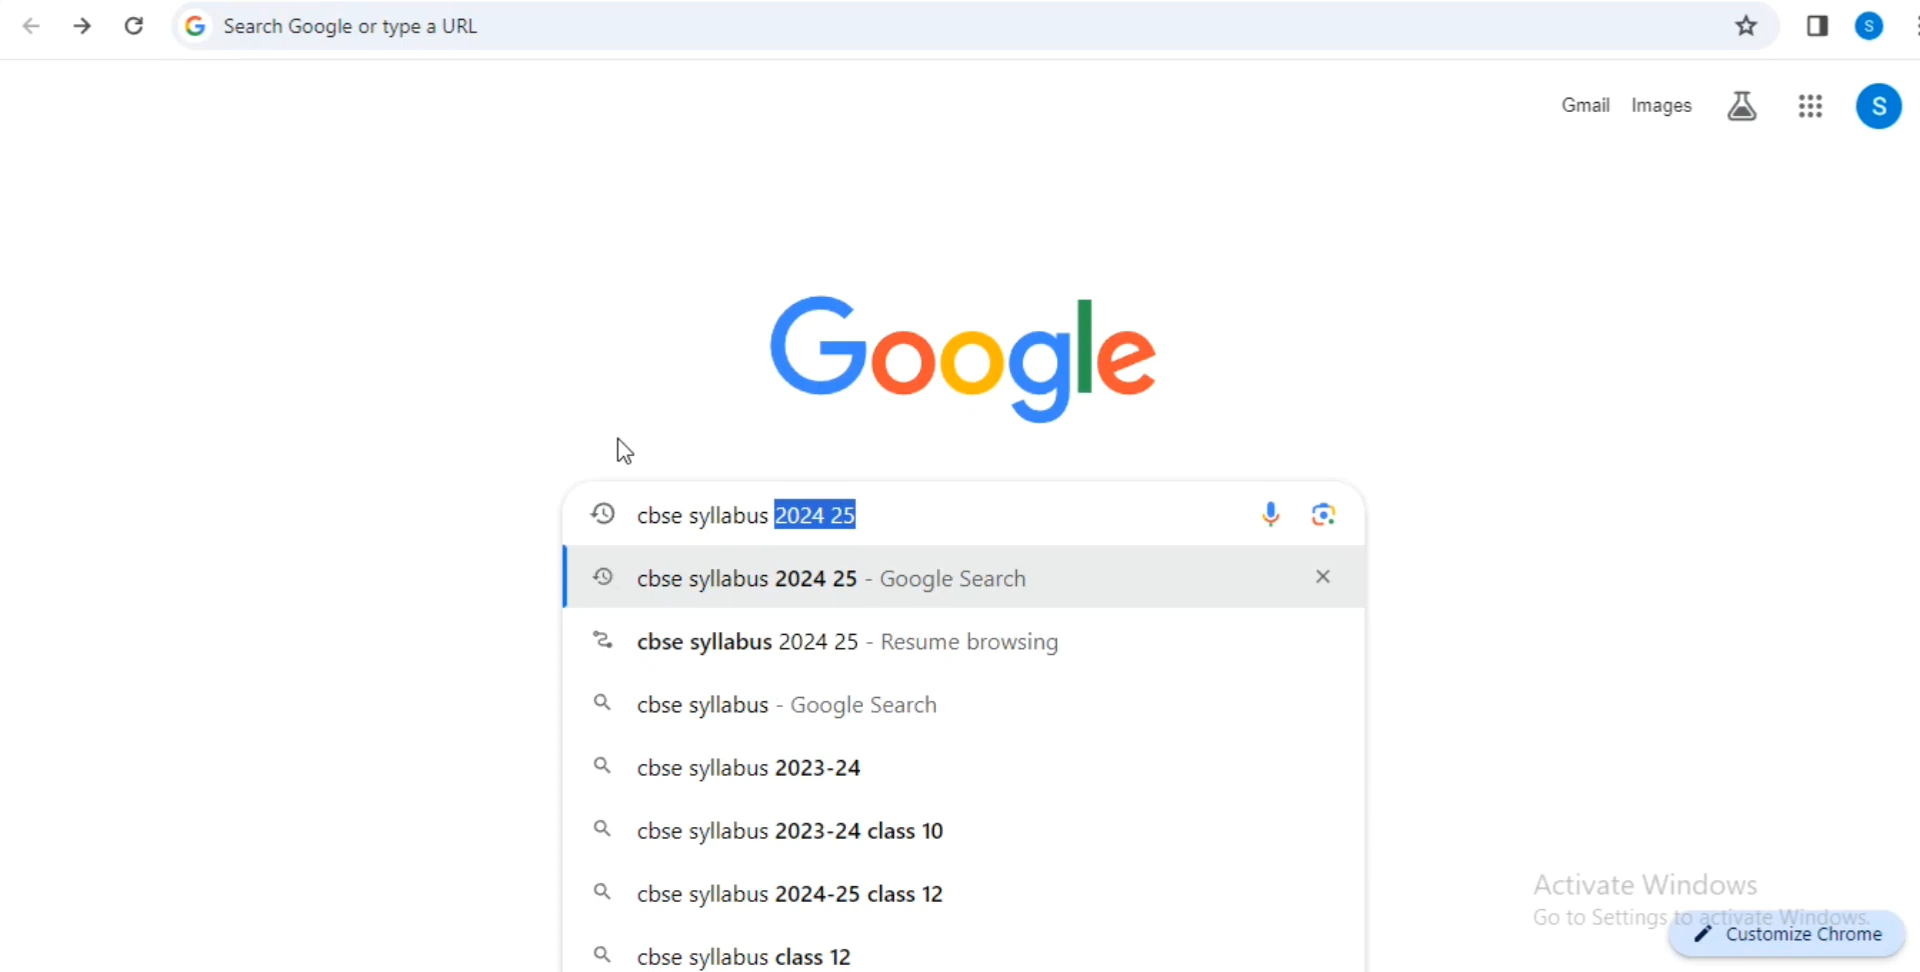 Search Google or type a URL
S
Gmail Images
S
Google
cbse syllabus 2024 25
cbse syllabus 2024 25 - Google Search
cbse syllabus 2024 25 - Resume browsing
cbse syllabus - Google Search
cbse syllabus 2023-24
cbse syllabus 2023-24 class 10
cbse syllabus 2024-25 class 12
cbse syllabus class 12
Activate Windows
Go to Settings to activate Windows.
Customize Chrome